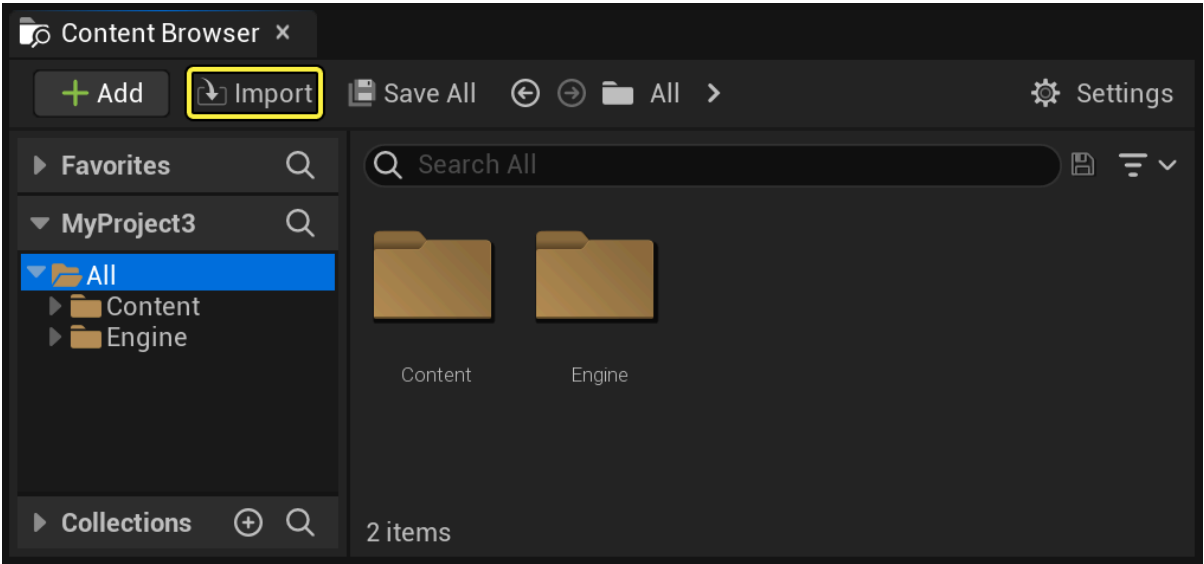 Content Browser
Add Import Save All All Settings
Favorites
Search All
MyProject3
All
Content
Engine
Content Engine
Collections
2 items